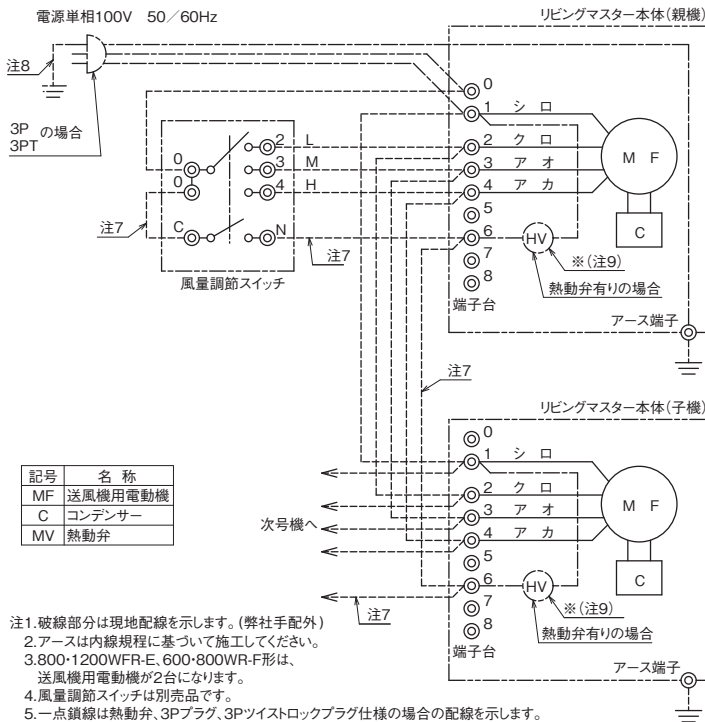 電源単相100V 50／60Hz
リビングマスター本体(親機)
注8
3P
3PT
の場合
0
0
C
2 L
3 M
4 H
N
注7
注7
風量調節スイッチ
0
1 シ ロ
2 ク ロ
3 ア オ
4 ア カ
5
6
7
8
端子台
M F
C
HV
※(注9)
熱動弁有りの場合
アース端子
注7
リビングマスター本体(子機)
0
1 シ ロ
2 ク ロ
3 ア オ
4 ア カ
5
6
7
8
端子台
M F
C
HV
※(注9)
熱動弁有りの場合
アース端子
次号機へ
注7
記号 名 称
MF 送風機用電動機
C コンデンサー
MV 熱動弁
注1.破線部分は現地配線を示します。(弊社手配外)
2.アースは内線規程に基づいて施工してください。
3.800・1200WFR-E、600・800WR-F形は、
送風機用電動機が2台になります。
4.風量調節スイッチは別売品です。
5.一点鎖線は熱動弁、3Pプラグ、3Pツイストロックプラグ仕様の場合の配線を示します。